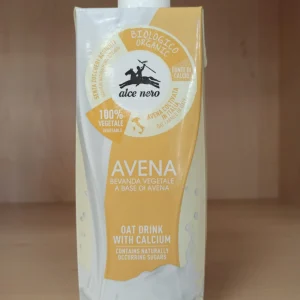 BIOLOGICO
ORGANIC
alce nero
100%
VEGETALE
AVENA
BEVANDA VEGETALE
A BASE DI AVENA
OAT DRINK
WITH CALCIUM
CONTAINS NATURALLY
OCCURRING SUGARS